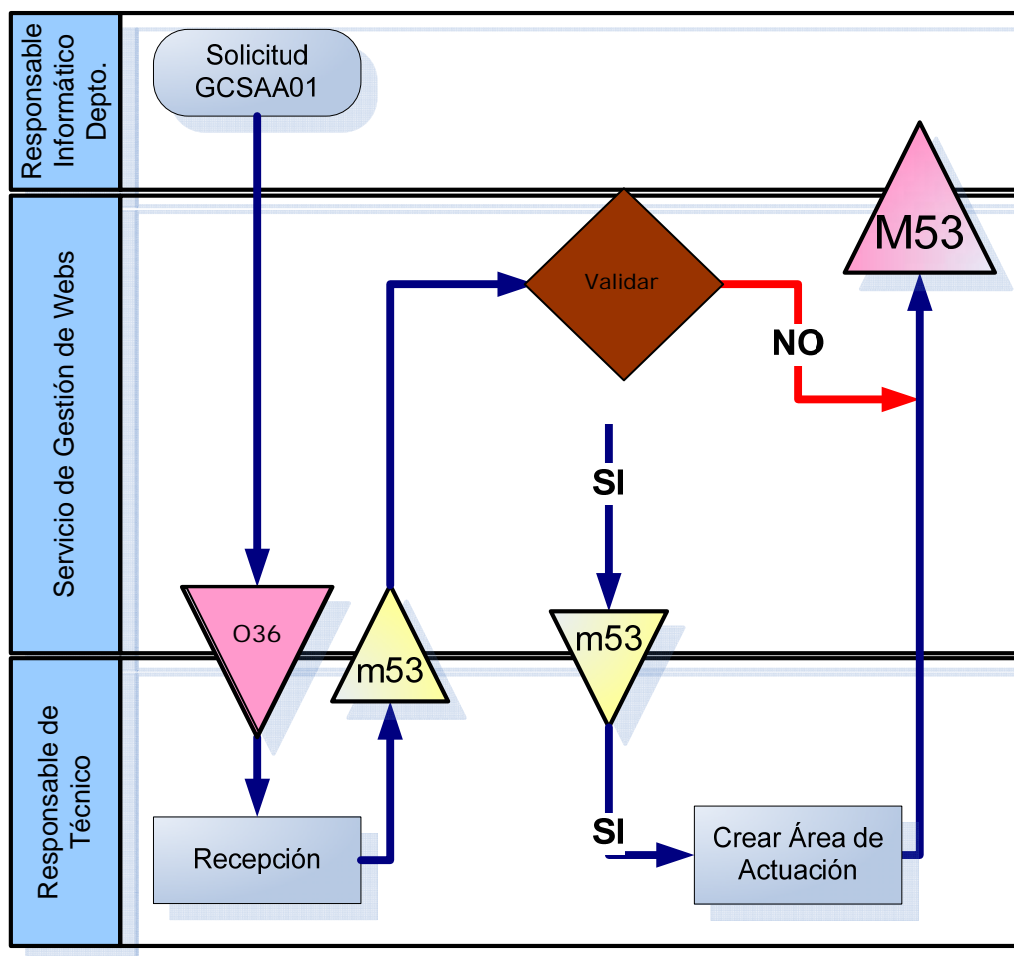 Responsable
Informático
Depto.
Solicitud
GCSAA01
M53
Servicio de Gestión de Webs
Validar
NO
SI
O36
m53
m53
Responsable de
Técnico
Recepción
SI
Crear Área de
Actuación